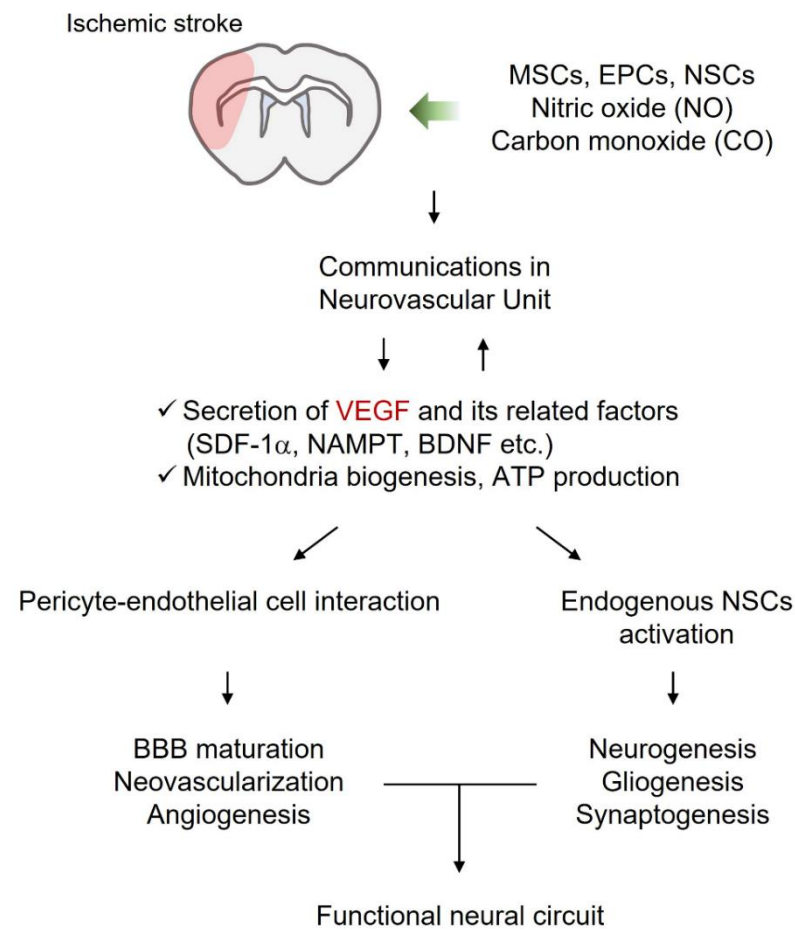 Ischemic stroke
MSCs, EPCs, NSCs
Nitric oxide (NO)
Carbon monoxide (CO)
Communications in
Neurovascular Unit
✓ Secretion of VEGF and its related factors
(SDF-1α, NAMPT, BDNF etc.)
✓ Mitochondria biogenesis, ATP production
Pericyte-endothelial cell interaction
Endogenous NSCs
activation
BBB maturation
Neovascularization
Angiogenesis
Neurogenesis
Gliogenesis
Synaptogenesis
Functional neural circuit